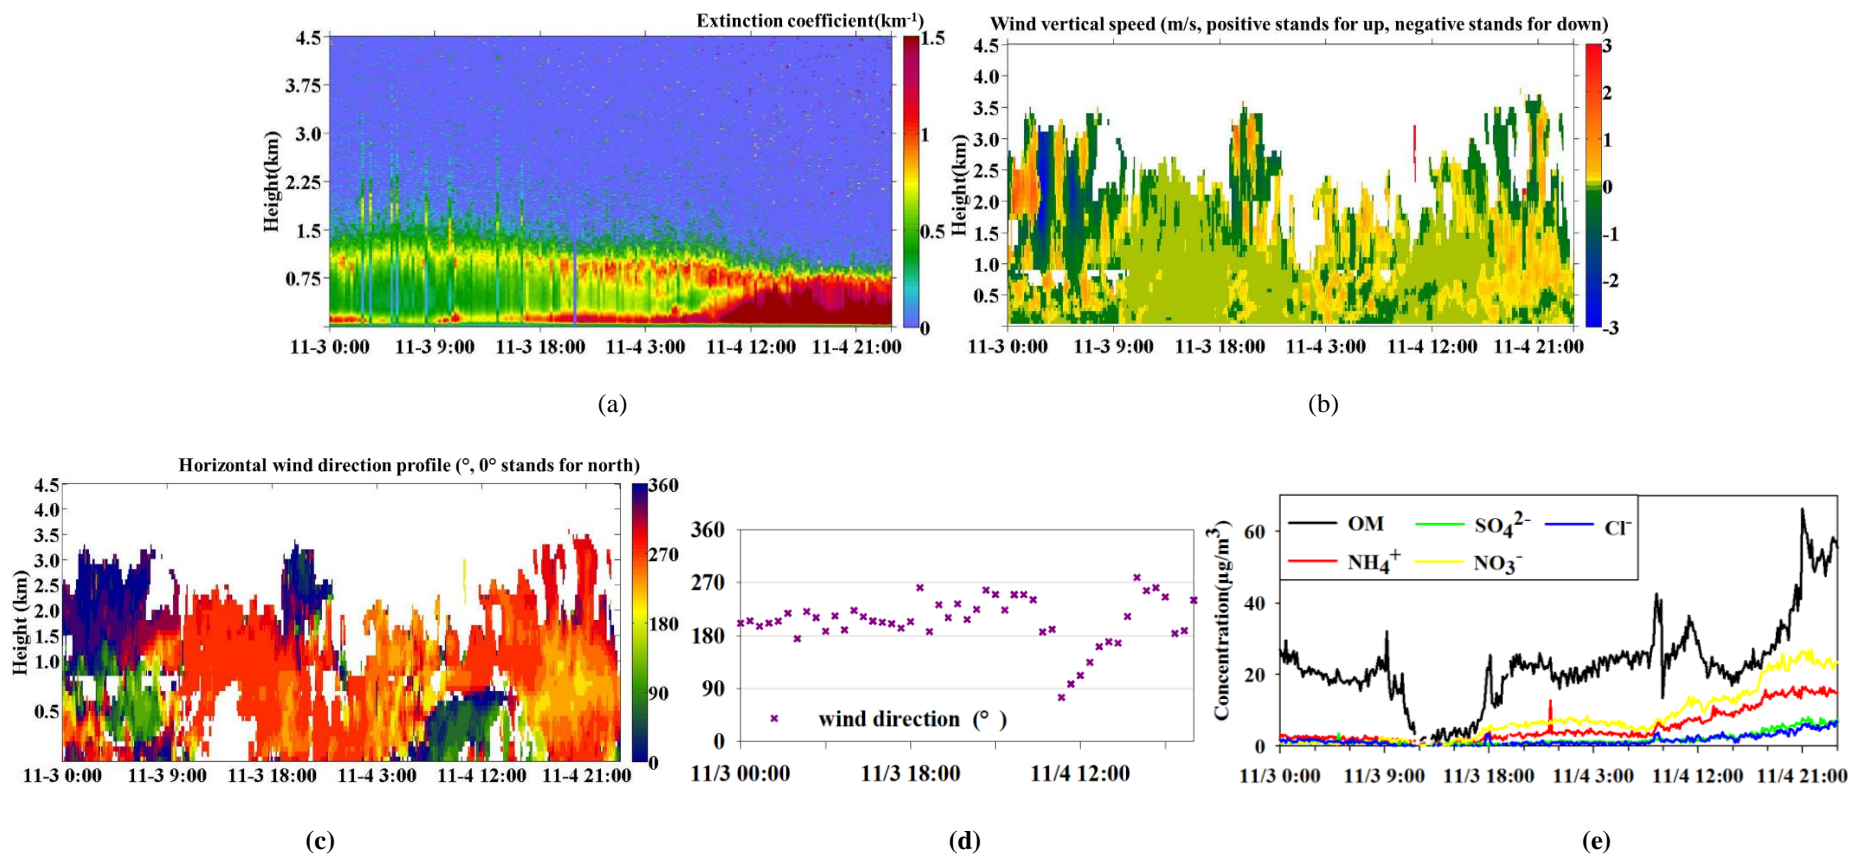 Extinction coefficient(km-1)
4.5
3.75
3.0
2.25
1.5
0.75
Height(km)
1.5
1
0.5
0
11-3 0:00 11-3 9:00 11-3 18:00 11-4 3:00 11-4 12:00 11-4 21:00
(a)
Wind vertical speed (m/s, positive stands for up, negative stands for down)
4.5
4.0
3.5
3.0
2.5
2.0
1.5
1.0
0.5
Height(km)
3
2
1
0
-1
-2
-3
11-3 0:00 11-3 9:00 11-3 18:00 11-4 3:00 11-4 12:00 11-4 21:00
(b)
Horizontal wind direction profile (°, 0° stands for north)
4.5
4.0
3.5
3.0
2.5
2.0
1.5
1.0
0.5
Height (km)
360
270
180
90
0
11-3 0:00 11-3 9:00 11-3 18:00 11-4 3:00 11-4 12:00 11-4 21:00
(c)
360
270
180
90
0
wind direction (° )
11/3 00:00 11/3 18:00 11/4 12:00
(d)
Concentration(μg/m3)
60
40
20
0
OM SO42- Cl-
NH4+ NO3-
11/3 0:00 11/3 9:00 11/3 18:00 11/4 3:00 11/4 12:00 11/4 21:00
(e)